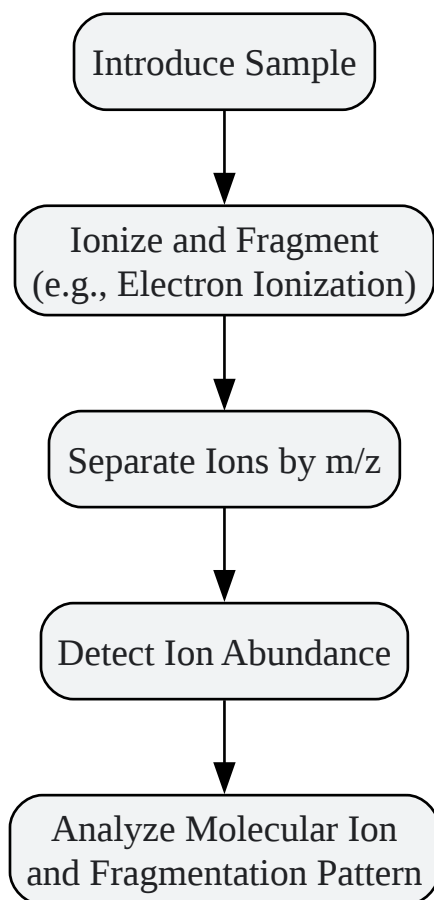 Introduce Sample
Ionize and Fragment
(e.g., Electron Ionization)
Separate Ions by m/z
Detect Ion Abundance
Analyze Molecular Ion
and Fragmentation Pattern